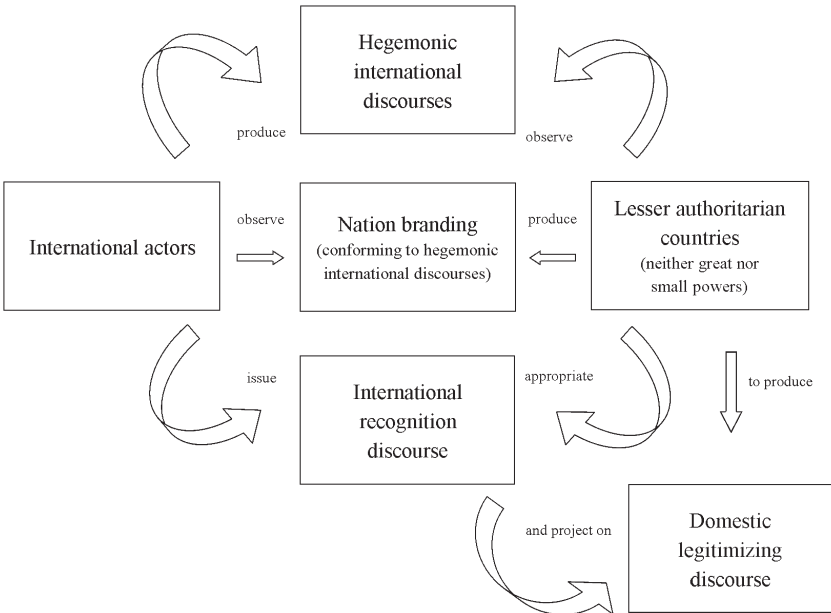 Hegemonic
international
discourses
produce
observe
International actors
observe
Nation branding
(conforming to hegemonic
international discourses)
produce
Lesser authoritarian
countries
(neither great nor
small powers)
issue
International
recognition
discourse
appropriate
to produce
and project on
Domestic
legitimizing
discourse